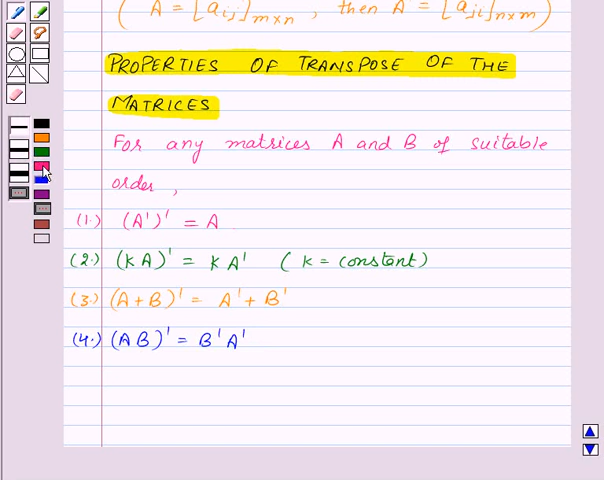 ( A = [aij]m×n , then A' = [aji]n×m )
PROPERTIES OF TRANSPOSE OF THE
MATRICES
For any matrices A and B of suitable
order,
(1.) (A')' = A
(2.) (KA)' = KA' ( K = constant)
(3.) (A+B)' = A' + B'
(4.) (AB)' = B'A'